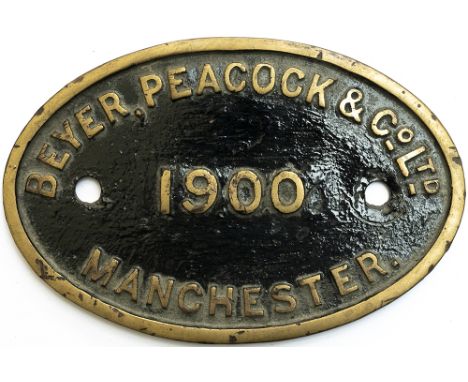 BEYER, PEACOCK & Co LTD
1900
MANCHESTER.